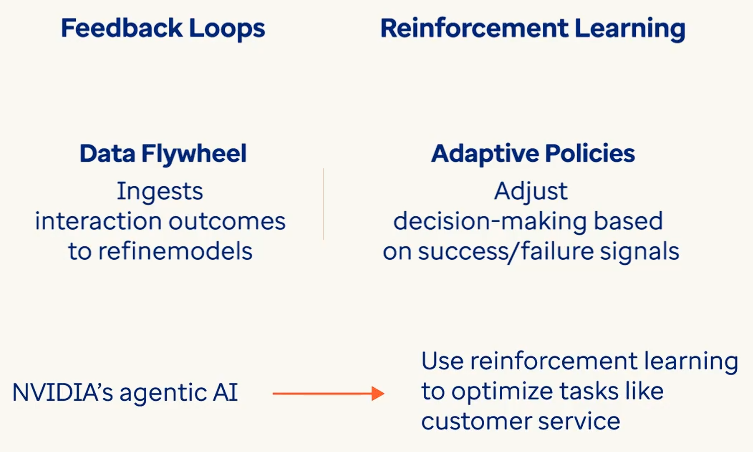 Feedback Loops
Reinforcement Learning
Data Flywheel
Ingests
interaction outcomes
to refinemodels
Adaptive Policies
Adjust
decision-making based
on success/failure signals
NVIDIA's agentic AI
Use reinforcement learning
to optimize tasks like
customer service